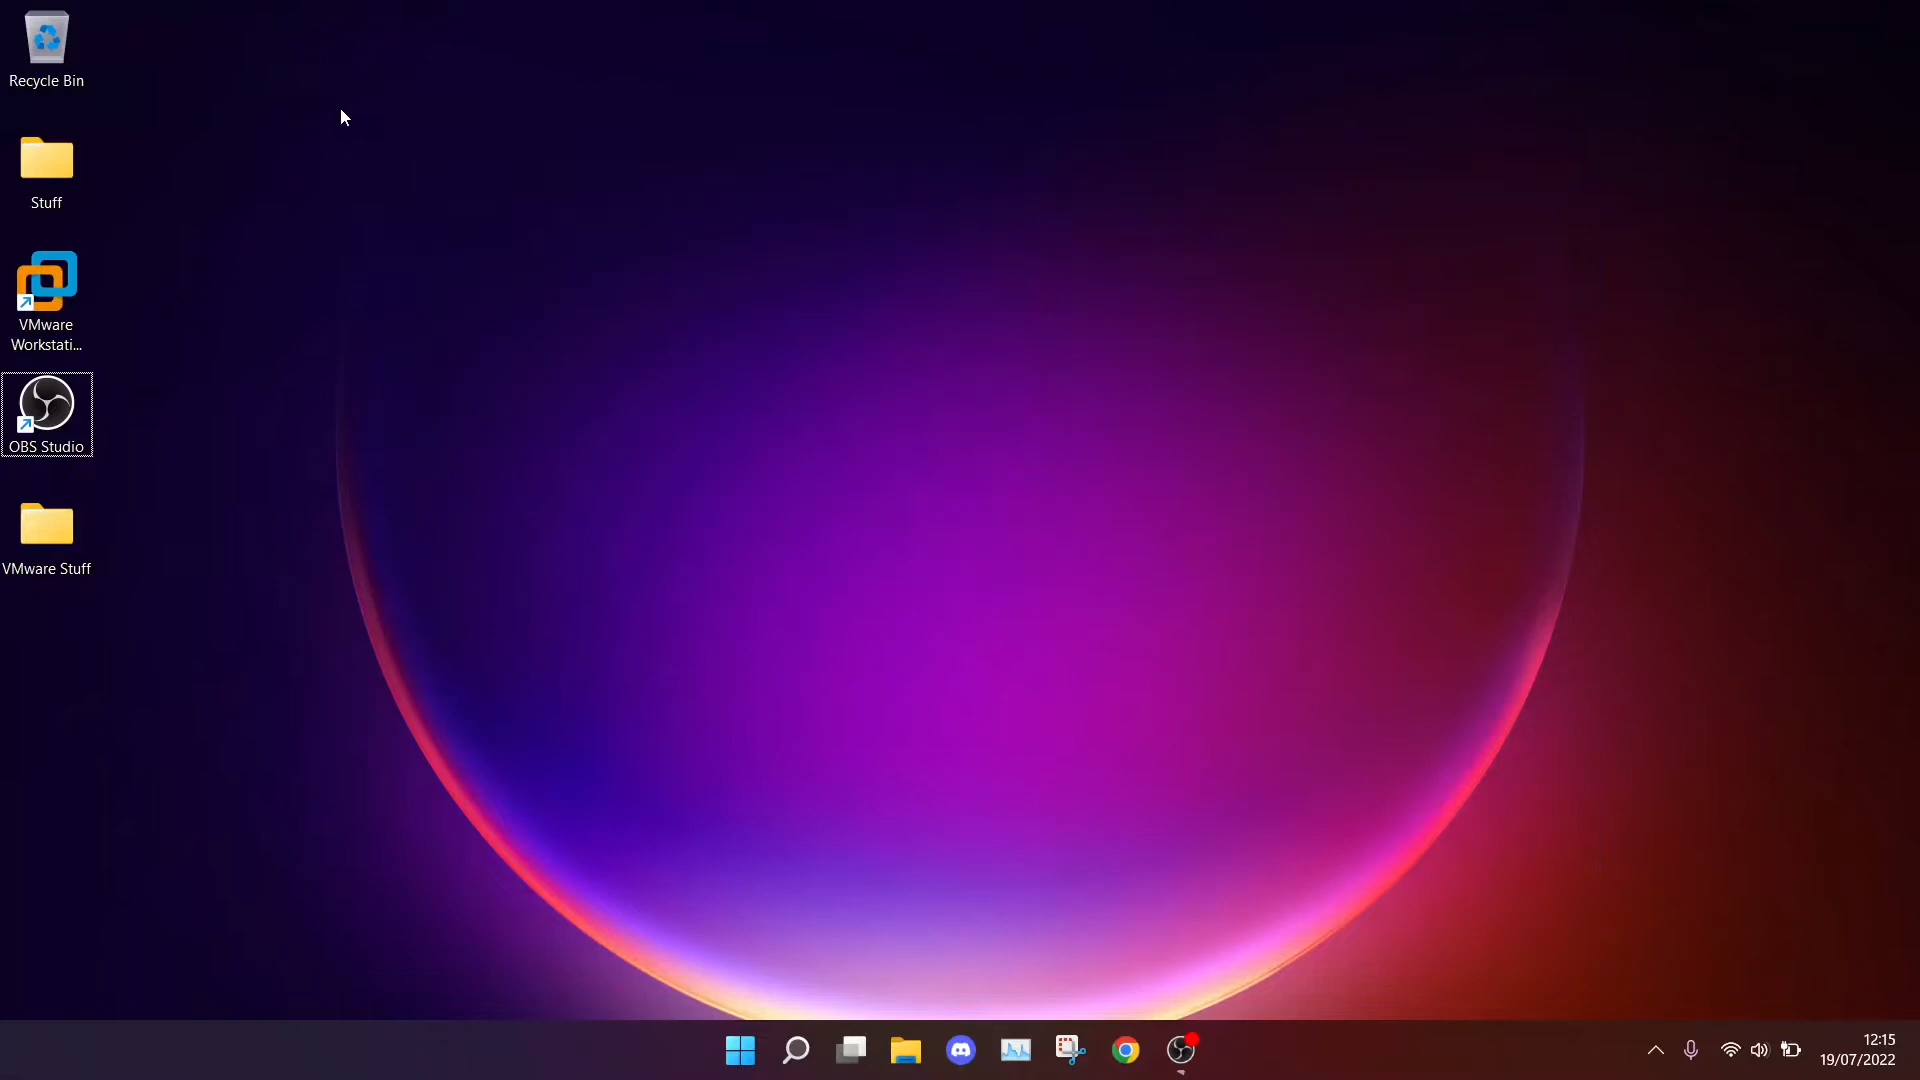 Recycle Bin
Stuff
VMware
Workstati...
OBS Studio
VMware Stuff
12:15
19/07/2022